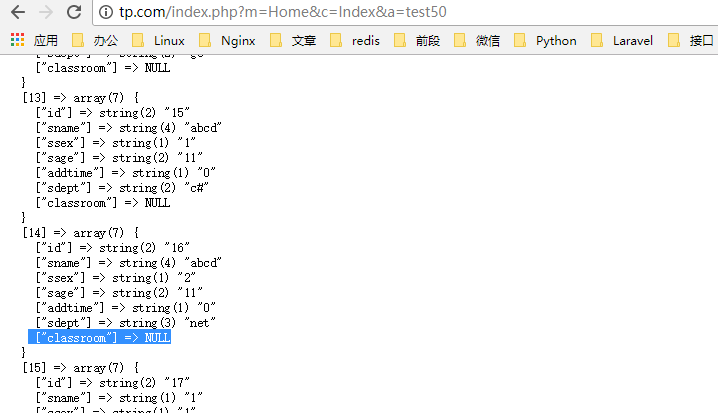 tp.com/index.php?m=Home&c=Index&a=test50
应用 办公 Linux Nginx 文章 redis 前段 微信 Python Laravel 接口
["classroom"] => NULL
}
[13] => array(7) {
["id"] => string(2) "15"
["sname"] => string(4) "abcd"
["ssex"] => string(1) "1"
["sage"] => string(2) "11"
["addtime"] => string(1) "0"
["sdept"] => string(2) "c#"
["classroom"] => NULL
}
[14] => array(7) {
["id"] => string(2) "16"
["sname"] => string(4) "abcd"
["ssex"] => string(1) "2"
["sage"] => string(2) "11"
["addtime"] => string(1) "0"
["sdept"] => string(3) "net"
["classroom"] => NULL
}
[15] => array(7) {
["id"] => string(2) "17"
["sname"] => string(1) "1"